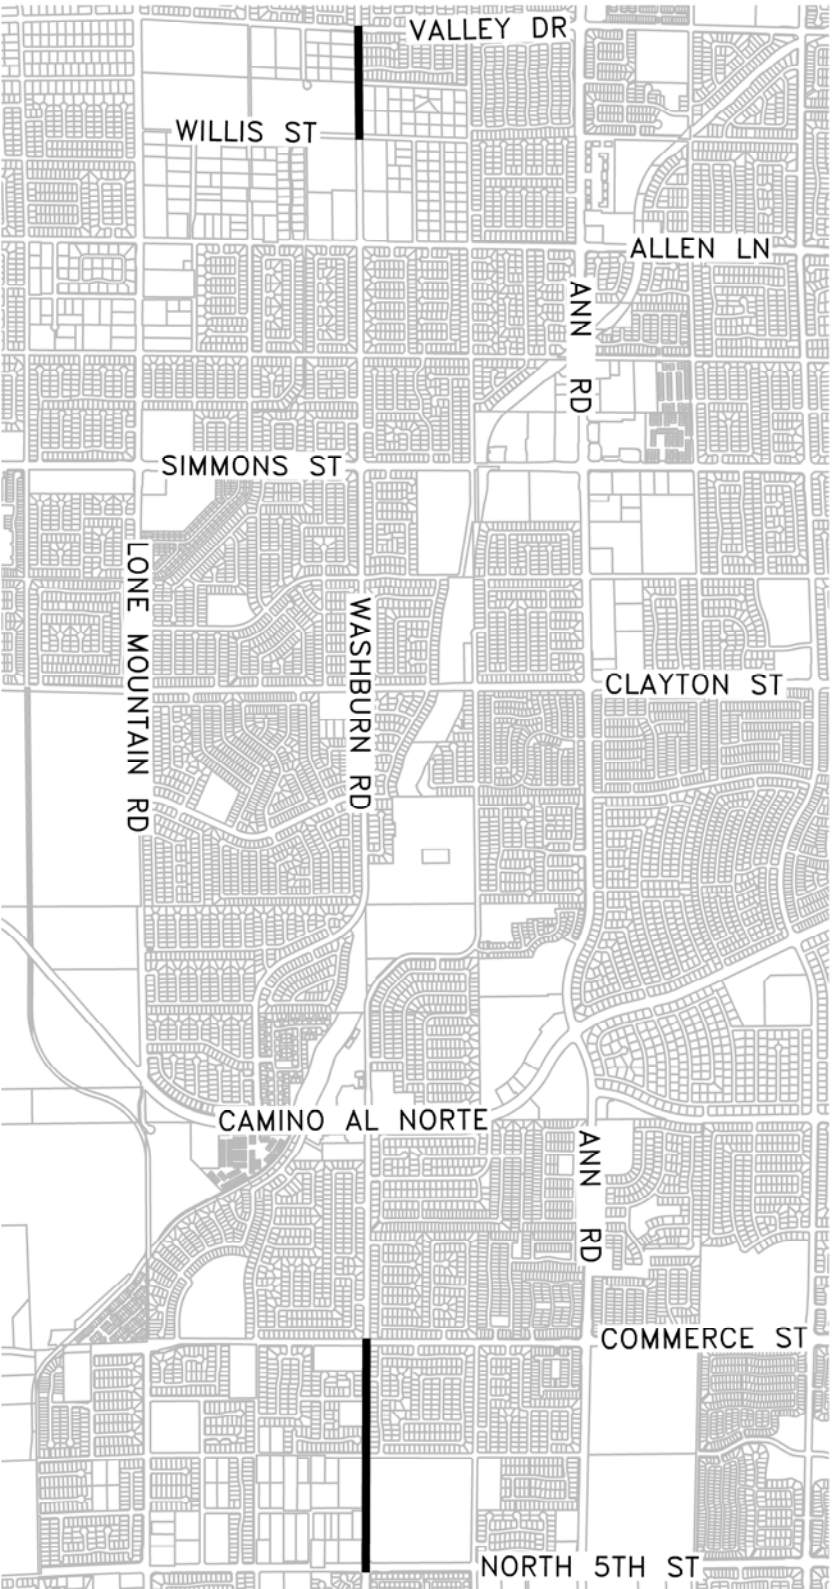 VALLEY DR
WILLIS ST
ALLEN LN
ANN RD
SIMMONS ST
LONE MOUNTAIN RD
WASHBURN RD
CLAYTON ST
CAMINO AL NORTE
ANN RD
COMMERCE ST
NORTH 5TH ST